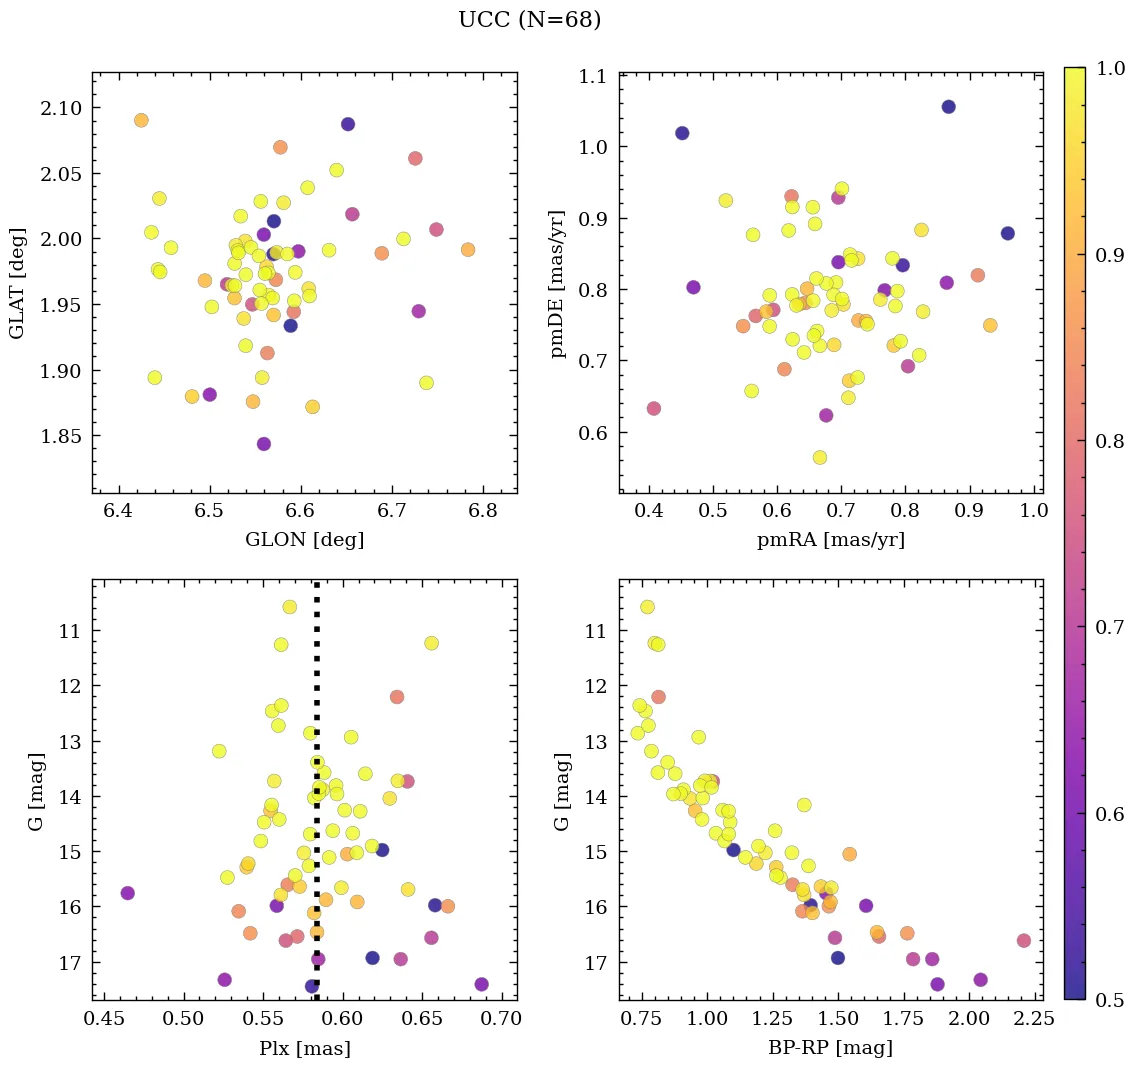 UCC (N=68)
2.10
2.05
2.00
1.95
1.90
1.85
GLAT [deg]
6.4 6.5 6.6 6.7 6.8
GLON [deg]
1.1
1.0
0.9
0.8
0.7
0.6
pmDE [mas/yr]
0.4 0.5 0.6 0.7 0.8 0.9 1.0
pmRA [mas/yr]
11
12
13
14
15
16
17
G [mag]
0.45 0.50 0.55 0.60 0.65 0.70
Plx [mas]
11
12
13
14
15
16
17
G [mag]
0.75 1.00 1.25 1.50 1.75 2.00 2.25
BP-RP [mag]
1.0
0.9
0.8
0.7
0.6
0.5